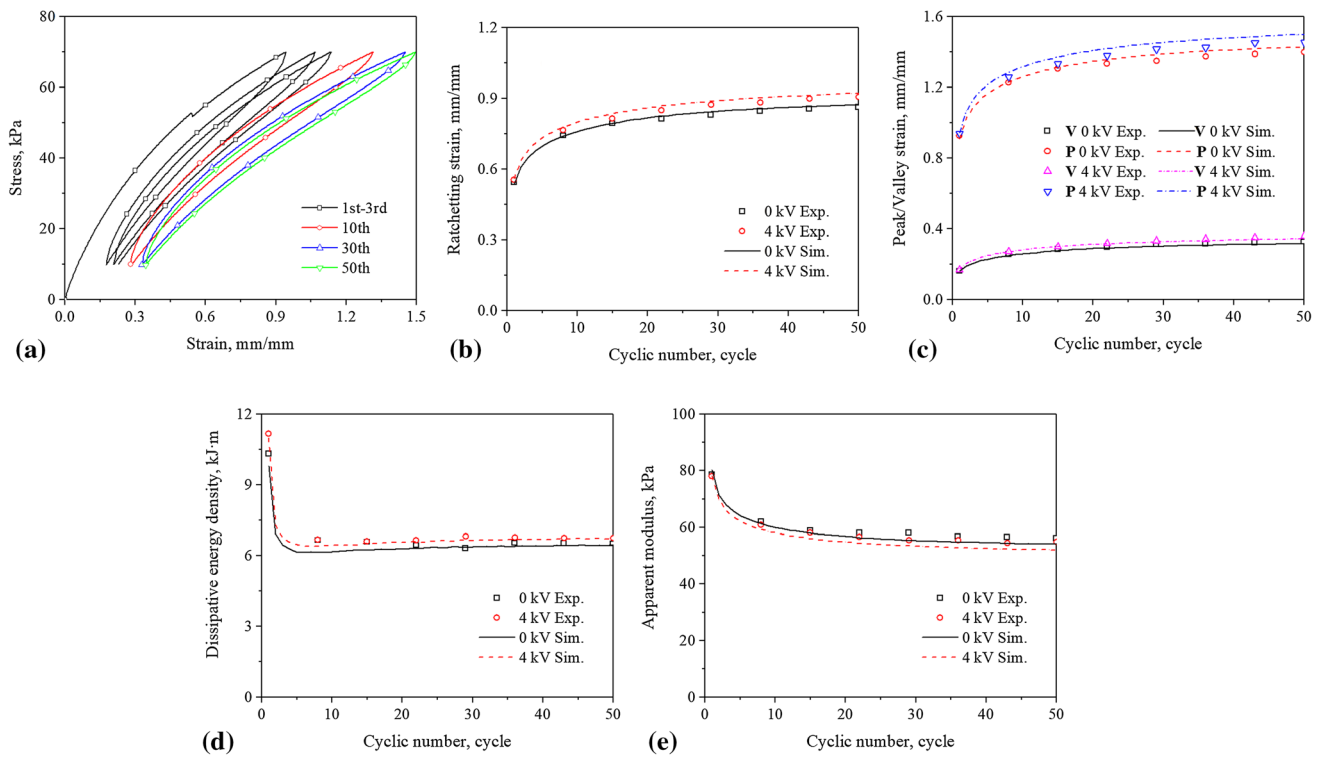 80
60
40
20
0
Stress, kPa
0.0
0.3
0.6
0.9
1.2
1.5
Strain, mm/mm
1st-3rd
10th
30th
50th
(a)
1.2
0.9
0.6
0.3
0.0
Ratchetting strain, mm/mm
0
10
20
30
40
50
Cyclic number, cycle
0 kV Exp.
4 kV Exp.
0 kV Sim.
4 kV Sim.
(b)
1.6
1.2
0.8
0.4
0.0
Peak/Valley strain, mm/mm
0
10
20
30
40
50
Cyclic number, cycle
V 0 kV Exp.
V 0 kV Sim.
P 0 kV Exp.
P 0 kV Sim.
V 4 kV Exp.
V 4 kV Sim.
P 4 kV Exp.
P 4 kV Sim.
(c)
12
9
6
3
0
Dissipative energy density, kJ·m
0
10
20
30
40
50
Cyclic number, cycle
0 kV Exp.
4 kV Exp.
0 kV Sim.
4 kV Sim.
(d)
100
80
60
40
20
0
Apparent modulus, kPa
0
10
20
30
40
50
Cyclic number, cycle
0 kV Exp.
4 kV Exp.
0 kV Sim.
4 kV Sim.
(e)